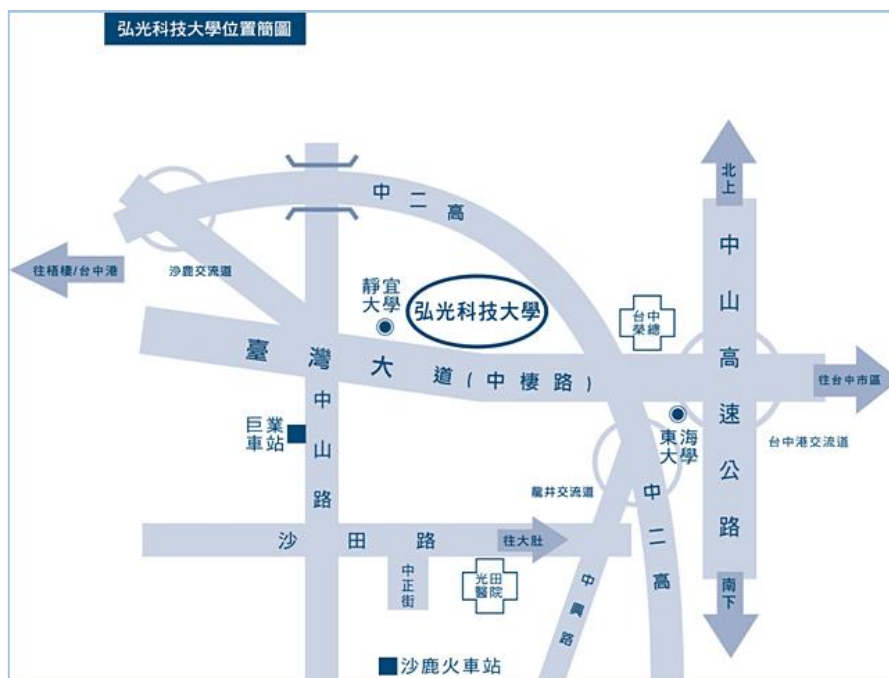 弘光科技大學位置簡圖
北上
中二高
中山高速公路
往梧棲/台中港
沙鹿交流道
靜宜
大學
弘光科技大學
台中
榮總
臺灣大道(中棲路)
往台中市區
中山路
巨業
車站
東海
大學
台中港交流道
龍井交流道
中二高
沙田路
往大肚
中正街
光田
醫院
中興路
南下
沙鹿火車站